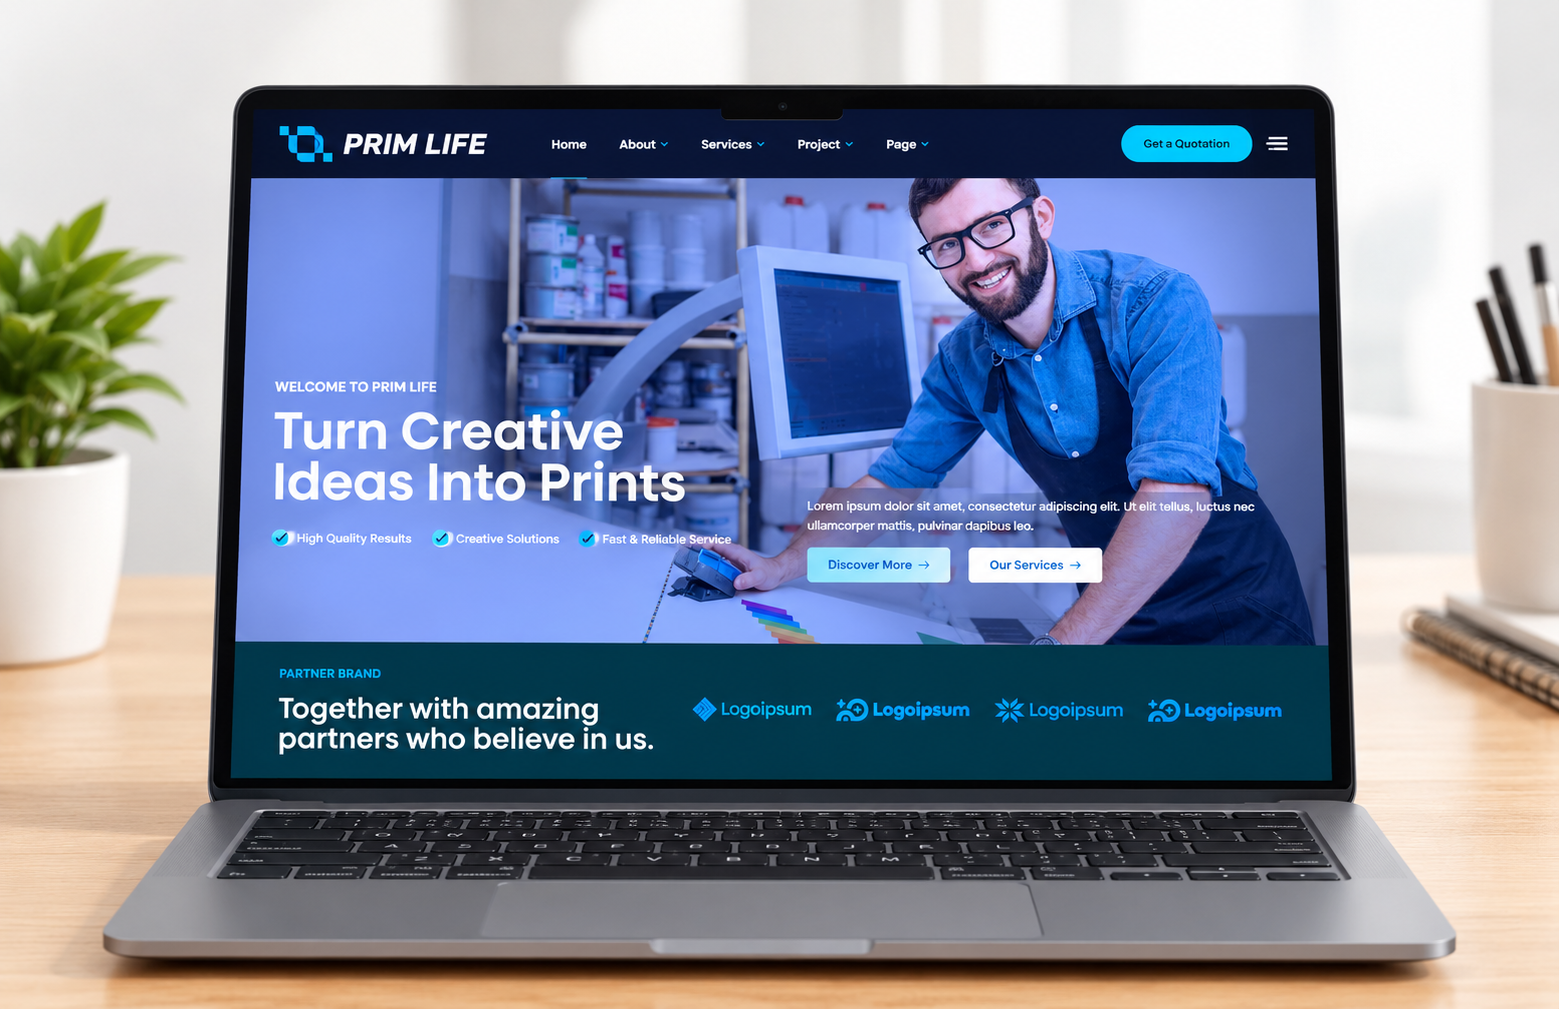 PRIM LIFE
Home About Services Project Page
Get a Quotation
WELCOME TO PRIM LIFE
Turn Creative
Ideas Into Prints
High Quality Results Creative Solutions Fast & Reliable Service
Lorem ipsum dolor sit amet, consectetur adipiscing elit. Ut elit tellus, luctus nec
ullamcorper mattis, pulvinar dapibus leo.
Discover More → Our Services →
PARTNER BRAND
Together with amazing
partners who believe in us.
Logoipsum Logoipsum Logoipsum Logoipsum
A
Z X C V B N M